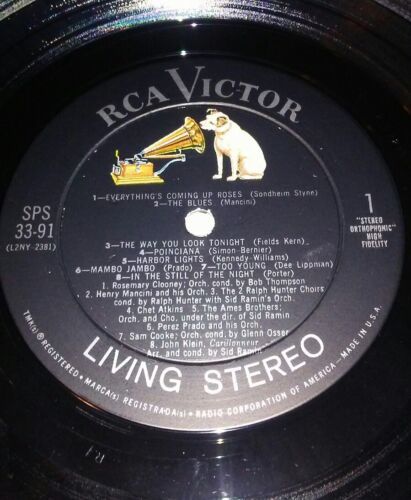 RCA VICTOR
1—EVERYTHING'S COMING UP ROSES (Sondheim Styne)
2—THE BLUES (Mancini)
SPS
33-91
(L2NY-2381)
1
"STEREO
ORTHOPHONIC"
HIGH
FIDELITY
3—THE WAY YOU LOOK TONIGHT (Fields Kern)
4—POINCIANA (Simon Bernier)
5—HARBOR LIGHTS (Kennedy-Williams)
6—MAMBO JAMBO (Prado) 7—TOO YOUNG (Dee Lippman)
8—IN THE STILL OF THE NIGHT (Porter)
1. Rosemary Clooney; Orch. cond. by Bob Thompson
2. Henry Mancini and his Orch. 3. The 2 Ralph Hunter Choirs
cond. by Ralph Hunter with Sid Ramin's Orch.
4. Chet Atkins 5. The Ames Brothers;
Orch. and Cho. under the dir. of Sid Ramin
6. Perez Prado and his Orch.
7. Sam Cooke; Orch. cond. by Glenn Osser
8. John Klein, Carillonneur
Arr. and cond. by Sid Ramin
LIVING STEREO
TMK(s) ® REGISTERED • MARCA(s) REGISTRADA(s) • RADIO CORPORATION OF AMERICA—MADE IN U.S.A.